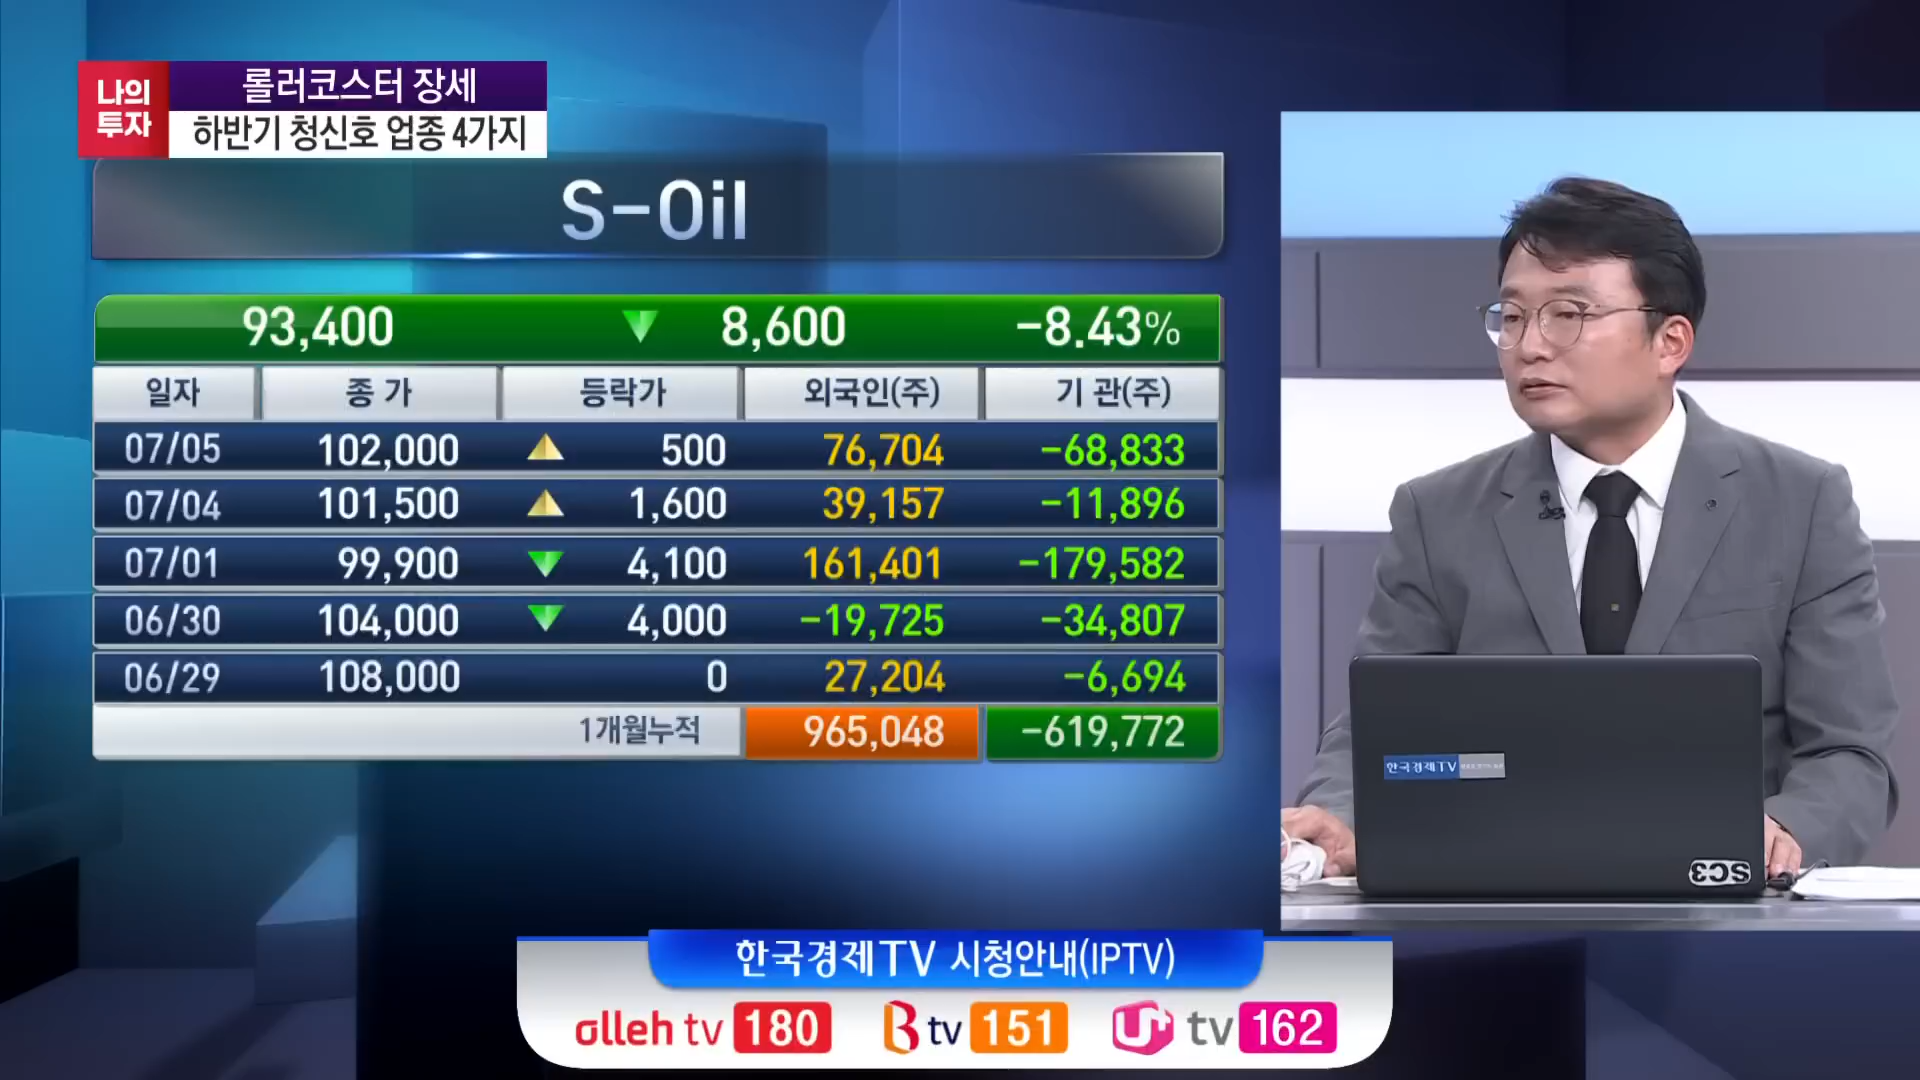 나의
투자
롤러코스터 장세
하반기 청신호 업종 4가지
S-Oil
93,400 ▼ 8,600 -8.43%
일자 종 가 등락가 외국인(주) 기 관(주)
07/05 102,000 ▲ 500 76,704 -68,833
07/04 101,500 ▲ 1,600 39,157 -11,896
07/01 99,900 ▼ 4,100 161,401 -179,582
06/30 104,000 ▼ 4,000 -19,725 -34,807
06/29 108,000 0 27,204 -6,694
1개월누적 965,048 -619,772
한국경제TV
SC3
한국경제TV 시청안내(IPTV)
olleh tv 180 B tv 151 U+ tv 162